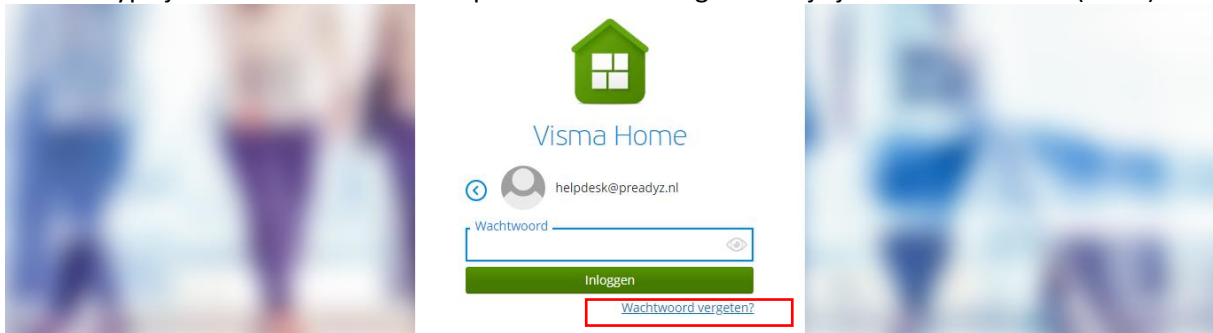 Visma Home
helpdesk@preadyz.nl
Wachtwoord
Inloggen
Wachtwoord vergeten?